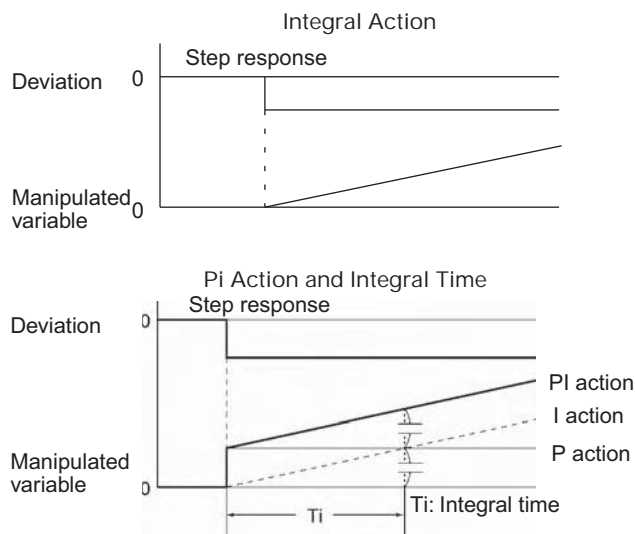 Integral Action
Step response
Deviation
0
Manipulated
variable
0
Pi Action and Integral Time
Step response
Deviation
0
PI action
I action
P action
Manipulated
variable
0
Ti: Integral time
Ti